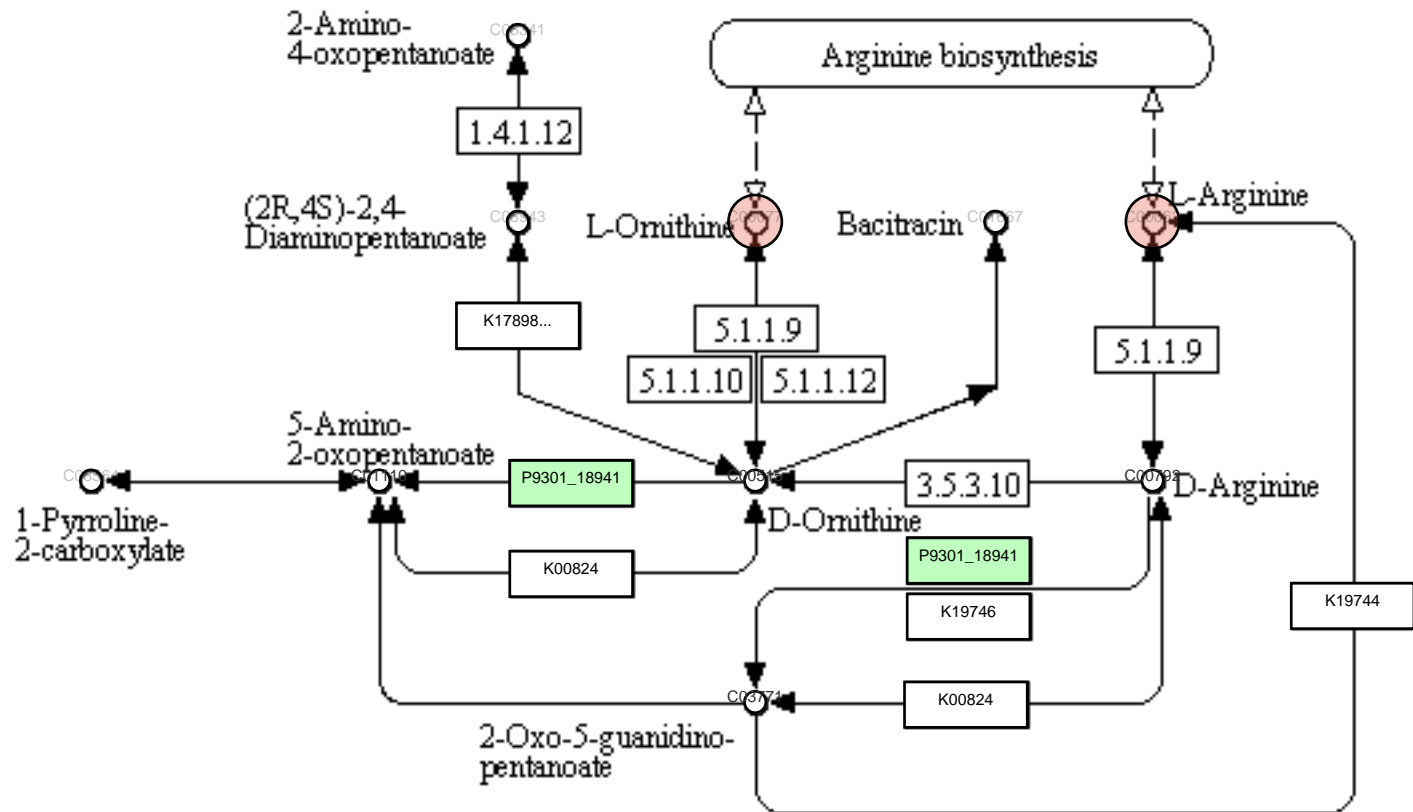 2-Amino-
4-oxopentanoate
Arginine biosynthesis
1.4.1.12
(2R,4S)-2,4-
Diaminopentanoate
L-Ornithine
Bacitracin
L-Arginine
K17898...
5.1.1.9
5.1.1.10
5.1.1.12
5.1.1.9
5-Amino-
2-oxopentanoate
P9301_18941
C00515
3.5.3.10
C00792
D-Arginine
1-Pyrroline-
2-carboxylate
D-Ornithine
K00824
P9301_18941
K19746
K19744
C03771
K00824
2-Oxo-5-guanidino-
pentanoate